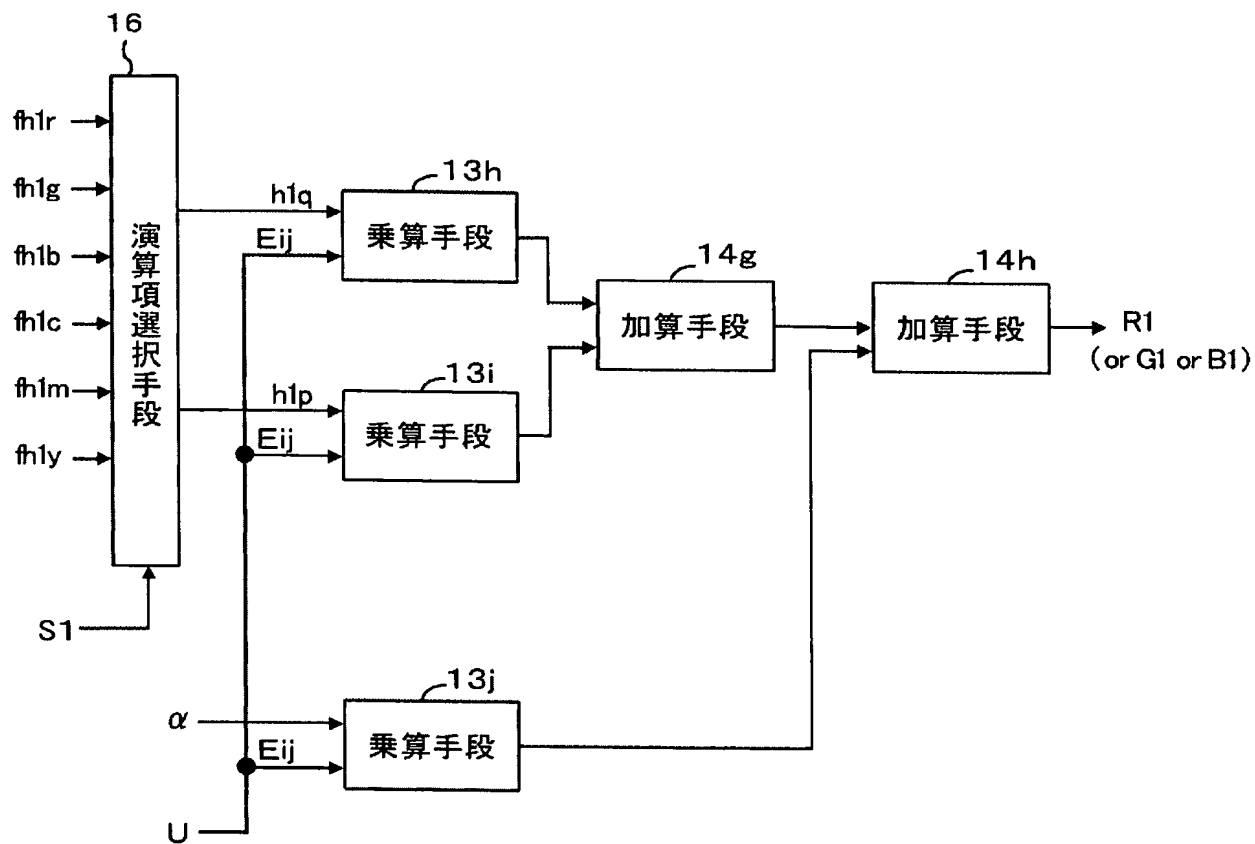 16
fh1r
fh1g
fh1b
fh1c
fh1m
fh1y
演算項選択手段
S1
h1q
Eij
13h
乗算手段
h1p
Eij
13i
乗算手段
14g
加算手段
14h
加算手段
R1
(or G1 or B1)
α
Eij
13j
乗算手段
U